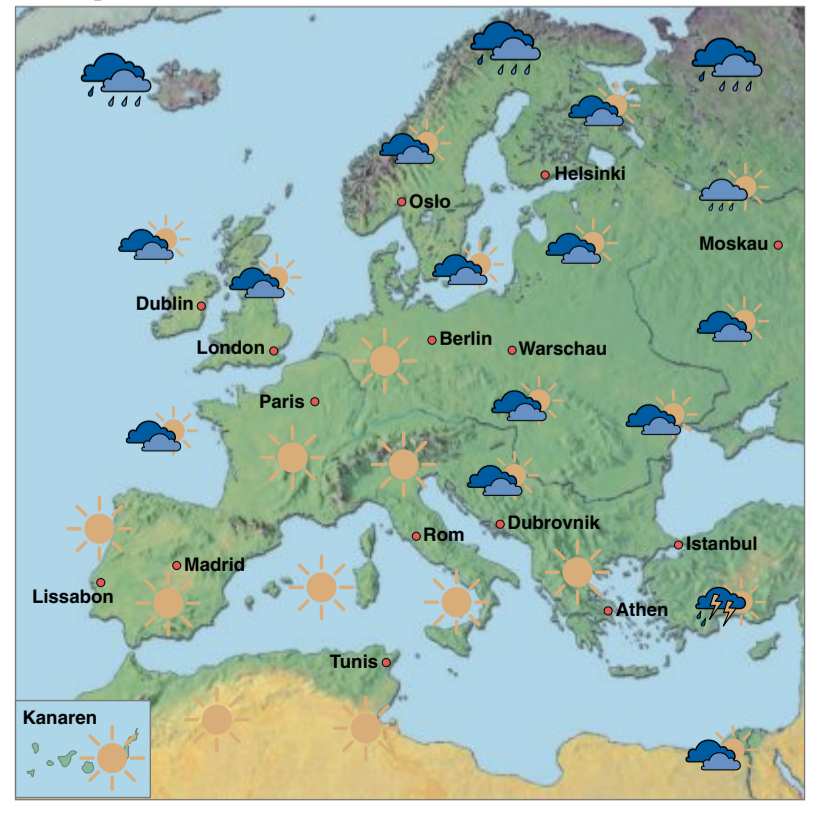 Helsinki
Oslo
Moskau
Dublin
Berlin
London
Warschau
Paris
Dubrovnik
Rom
Istanbul
Madrid
Lissabon
Athen
Tunis
Kanaren